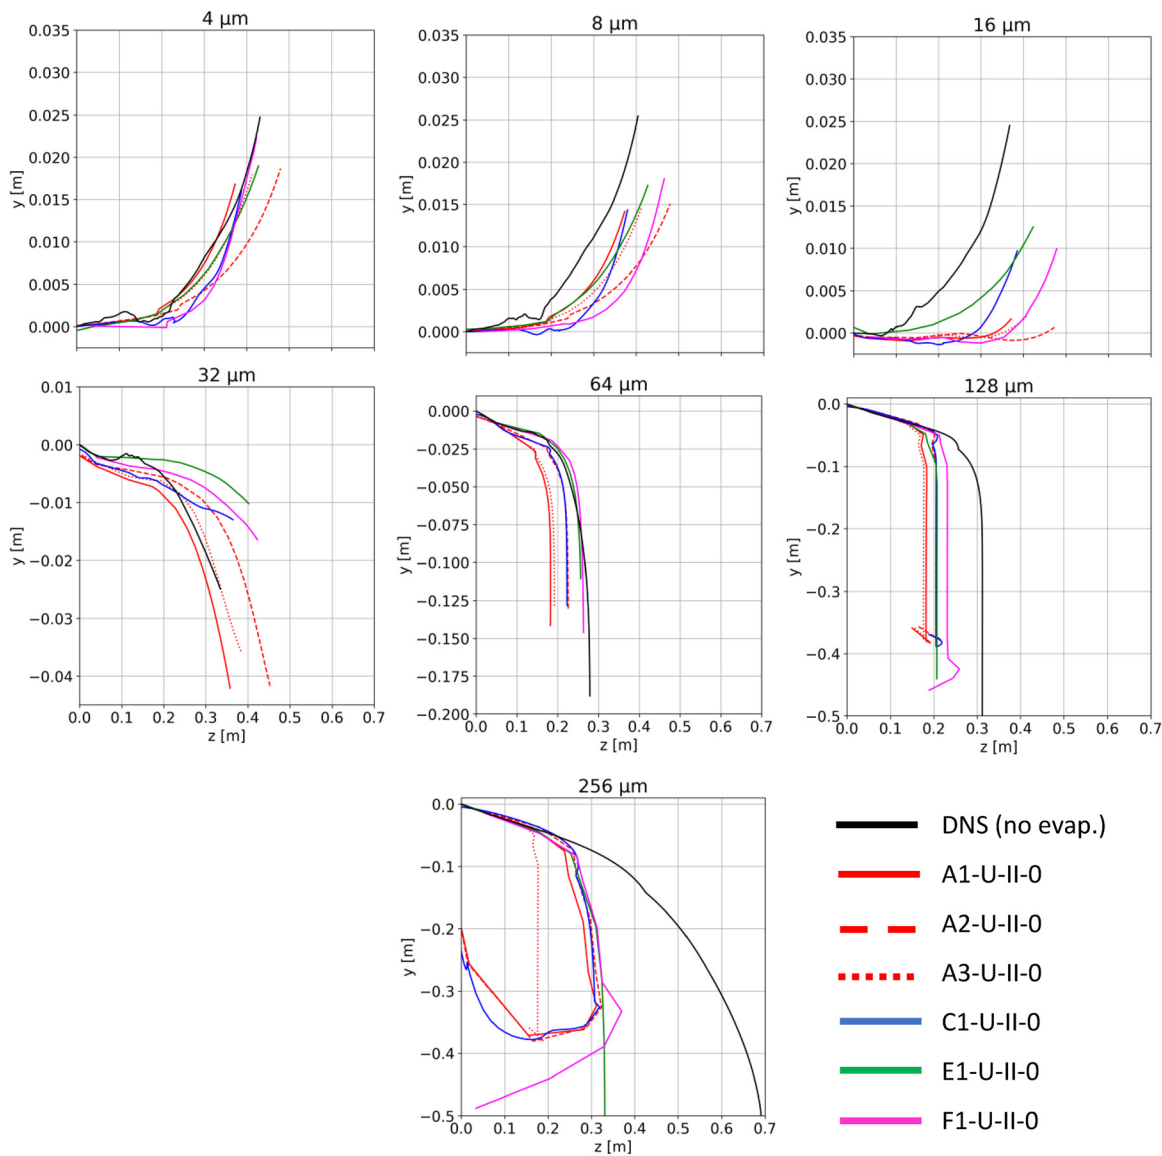 4 μm
8 μm
16 μm
0.035
0.030
0.025
0.020
0.015
0.010
0.005
0.000
y [m]
0.035
0.030
0.025
0.020
0.015
0.010
0.005
0.000
y [m]
0.035
0.030
0.025
0.020
0.015
0.010
0.005
0.000
y [m]
32 μm
64 μm
128 μm
0.01
0.00
−0.01
−0.02
−0.03
−0.04
y [m]
0.0 0.1 0.2 0.3 0.4 0.5 0.6 0.7
z [m]
0.000
−0.025
−0.050
−0.075
−0.100
−0.125
−0.150
−0.175
−0.200
y [m]
0.0 0.1 0.2 0.3 0.4 0.5 0.6 0.7
z [m]
0.0
−0.1
−0.2
−0.3
−0.4
−0.5
y [m]
0.0 0.1 0.2 0.3 0.4 0.5 0.6 0.7
z [m]
256 μm
0.0
−0.1
−0.2
−0.3
−0.4
−0.5
y [m]
0.0 0.1 0.2 0.3 0.4 0.5 0.6 0.7
z [m]
DNS (no evap.)
A1-U-II-0
A2-U-II-0
A3-U-II-0
C1-U-II-0
E1-U-II-0
F1-U-II-0